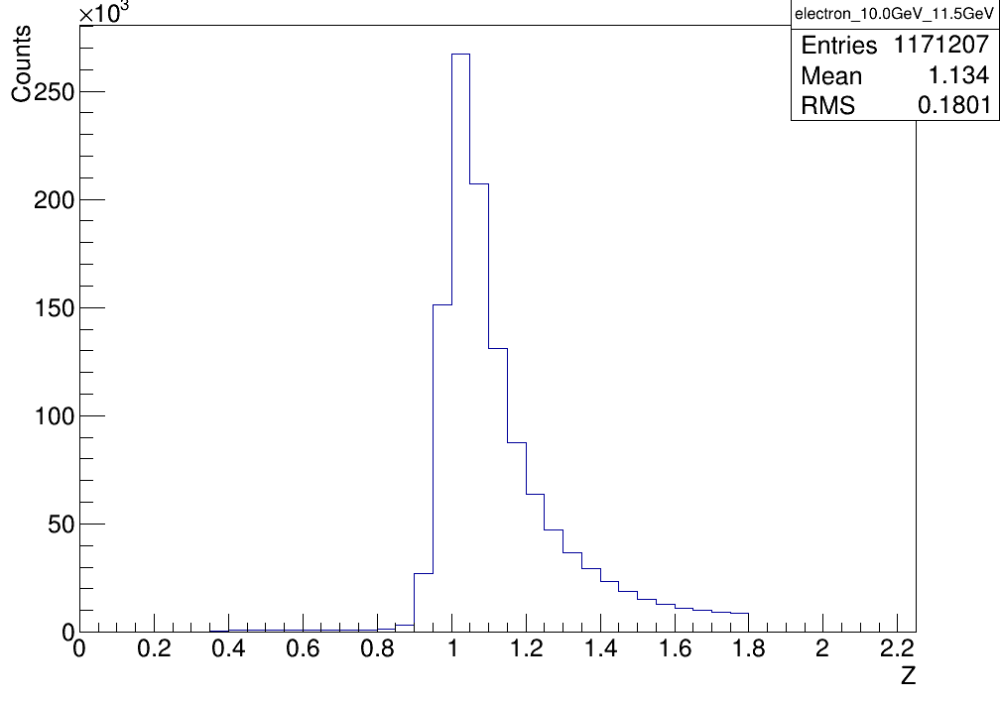 ×10³
electron_10.0GeV_11.5GeV
Entries 1171207
Mean 1.134
RMS 0.1801
Counts
250
200
150
100
50
0
0 0.2 0.4 0.6 0.8 1 1.2 1.4 1.6 1.8 2 2.2
Z